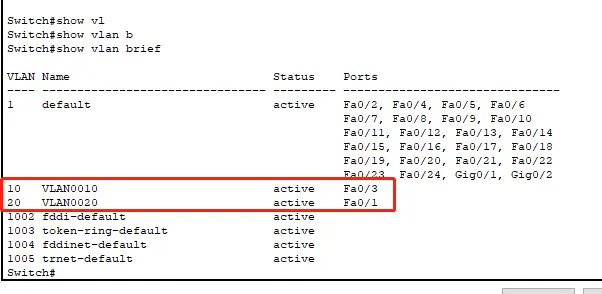 Switch#show vl
Switch#show vlan b
Switch#show vlan brief
VLAN Name Status Ports
---- -------------------------------- --------- -------------------------------
1 default active Fa0/2, Fa0/4, Fa0/5, Fa0/6
Fa0/7, Fa0/8, Fa0/9, Fa0/10
Fa0/11, Fa0/12, Fa0/13, Fa0/14
Fa0/15, Fa0/16, Fa0/17, Fa0/18
Fa0/19, Fa0/20, Fa0/21, Fa0/22
Fa0/23, Fa0/24, Gig0/1, Gig0/2
10 VLAN0010 active Fa0/3
20 VLAN0020 active Fa0/1
1002 fddi-default active
1003 token-ring-default active
1004 fddinet-default active
1005 trnet-default active
Switch#